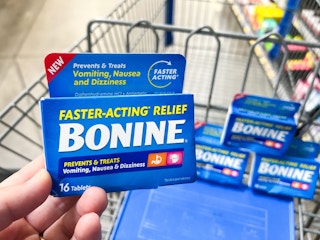 NEW
Prevents & Treats
Vomiting, Nausea
and Dizziness
FASTER
ACTING
FASTER-ACTING* RELIEF
BONINE®
PREVENTS & TREATS
Vomiting, Nausea & Dizziness
16 Tablets
BONINE
BONINE
BONINE